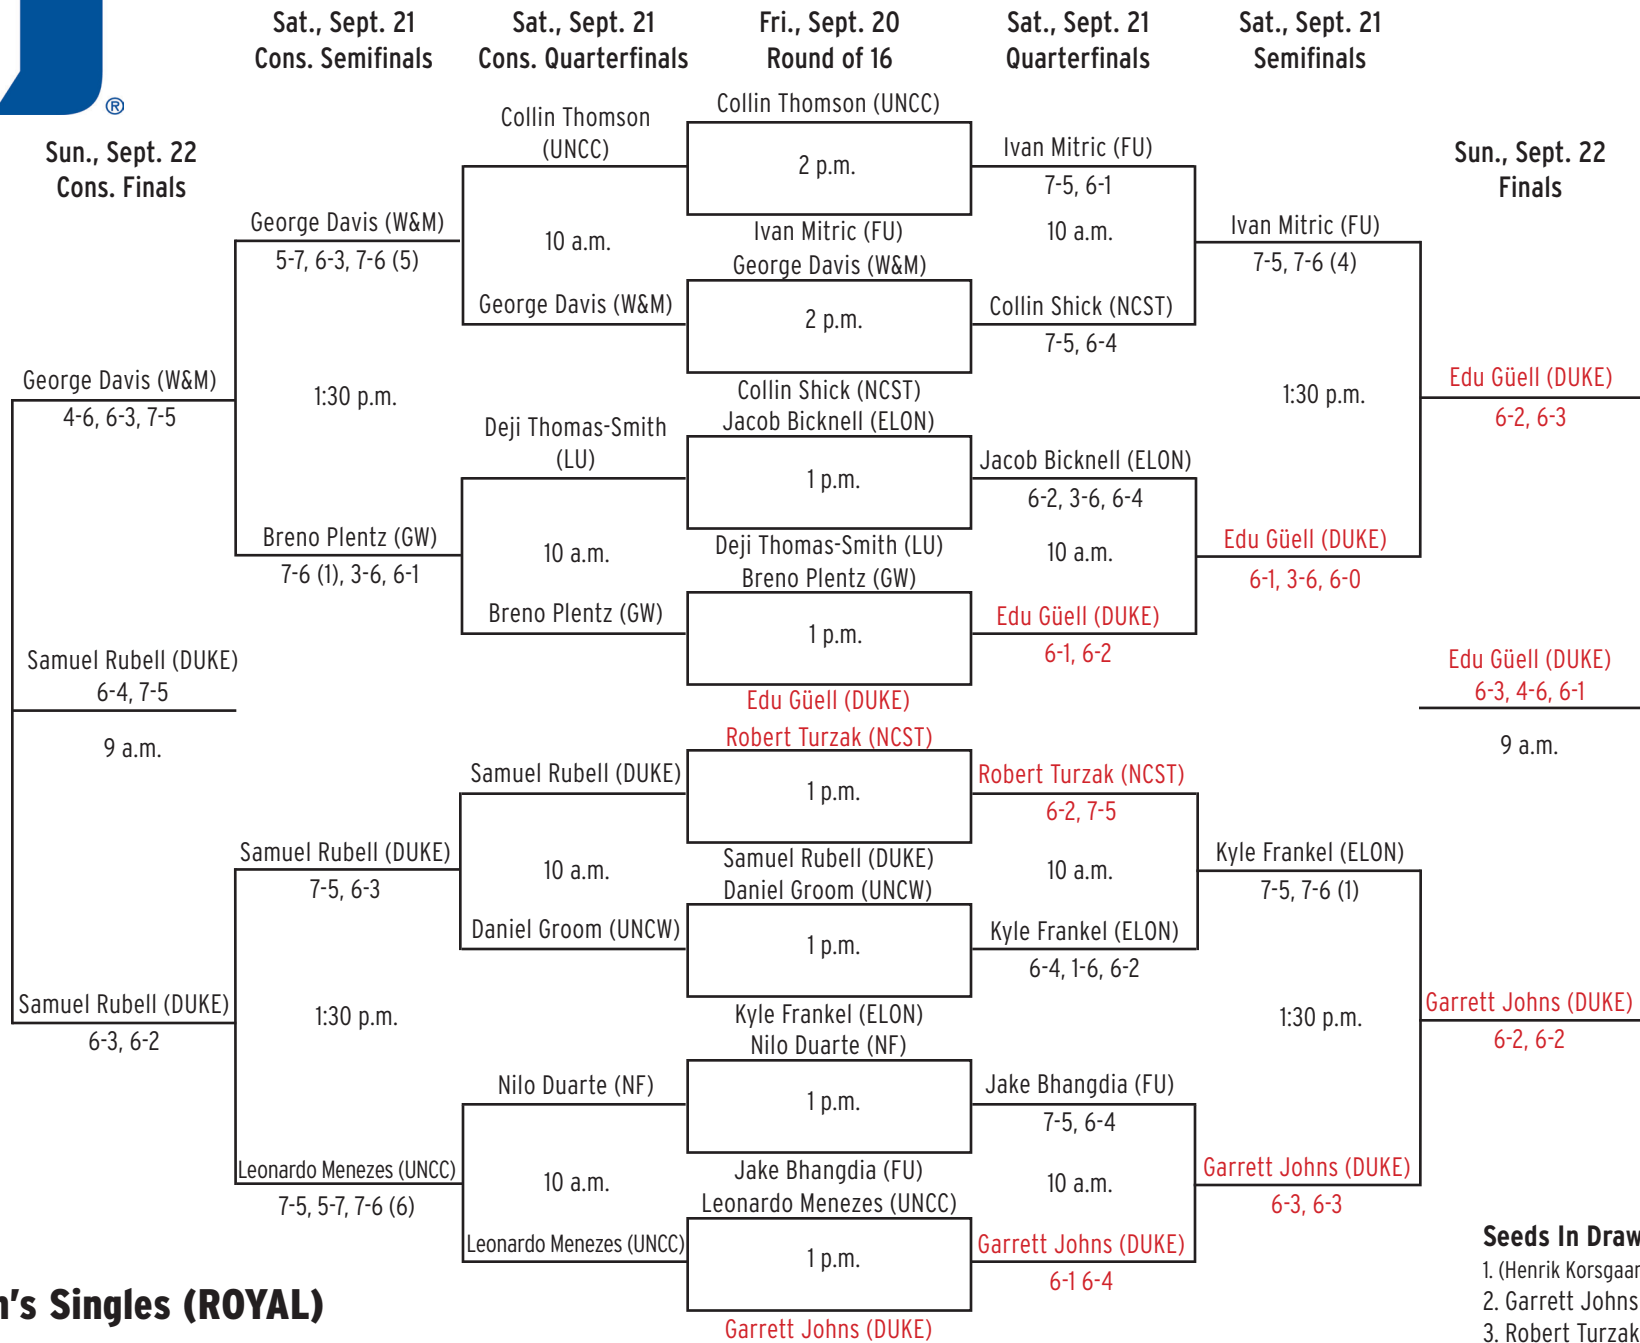 Sat., Sept. 21
Cons. Semifinals
Sat., Sept. 21
Cons. Quarterfinals
Fri., Sept. 20
Round of 16
Sat., Sept. 21
Quarterfinals
Sat., Sept. 21
Semifinals
®
Sun., Sept. 22
Cons. Finals
Sun., Sept. 22
Finals
George Davis (W&M)
4-6, 6-3, 7-5
Samuel Rubell (DUKE)
6-4, 7-5
9 a.m.
Samuel Rubell (DUKE)
6-3, 6-2
George Davis (W&M)
5-7, 6-3, 7-6 (5)
1:30 p.m.
Breno Plentz (GW)
7-6 (1), 3-6, 6-1
Samuel Rubell (DUKE)
7-5, 6-3
1:30 p.m.
Leonardo Menezes (UNCC)
7-5, 5-7, 7-6 (6)
Collin Thomson
(UNCC)
10 a.m.
George Davis (W&M)
Deji Thomas-Smith
(LU)
10 a.m.
Breno Plentz (GW)
Samuel Rubell (DUKE)
10 a.m.
Daniel Groom (UNCW)
Nilo Duarte (NF)
10 a.m.
Leonardo Menezes (UNCC)
Collin Thomson (UNCC)
2 p.m.
Ivan Mitric (FU)
George Davis (W&M)
2 p.m.
Collin Shick (NCST)
Jacob Bicknell (ELON)
1 p.m.
Deji Thomas-Smith (LU)
Breno Plentz (GW)
1 p.m.
Edu Güell (DUKE)
Robert Turzak (NCST)
1 p.m.
Samuel Rubell (DUKE)
Daniel Groom (UNCW)
1 p.m.
Kyle Frankel (ELON)
Nilo Duarte (NF)
1 p.m.
Jake Bhangdia (FU)
Leonardo Menezes (UNCC)
1 p.m.
Garrett Johns (DUKE)
Ivan Mitric (FU)
7-5, 6-1
10 a.m.
Collin Shick (NCST)
7-5, 6-4
Jacob Bicknell (ELON)
6-2, 3-6, 6-4
10 a.m.
Edu Güell (DUKE)
6-1, 6-2
Robert Turzak (NCST)
6-2, 7-5
10 a.m.
Kyle Frankel (ELON)
6-4, 1-6, 6-2
Jake Bhangdia (FU)
7-5, 6-4
10 a.m.
Garrett Johns (DUKE)
6-1 6-4
Ivan Mitric (FU)
7-5, 7-6 (4)
1:30 p.m.
Edu Güell (DUKE)
6-1, 3-6, 6-0
Kyle Frankel (ELON)
7-5, 7-6 (1)
1:30 p.m.
Garrett Johns (DUKE)
6-3, 6-3
Edu Güell (DUKE)
6-2, 6-3
Edu Güell (DUKE)
6-3, 4-6, 6-1
9 a.m.
Garrett Johns (DUKE)
6-2, 6-2
n's Singles (ROYAL)
Seeds In Draw
1. (Henrik Korsgaar
2. Garrett Johns
3. Robert Turzak